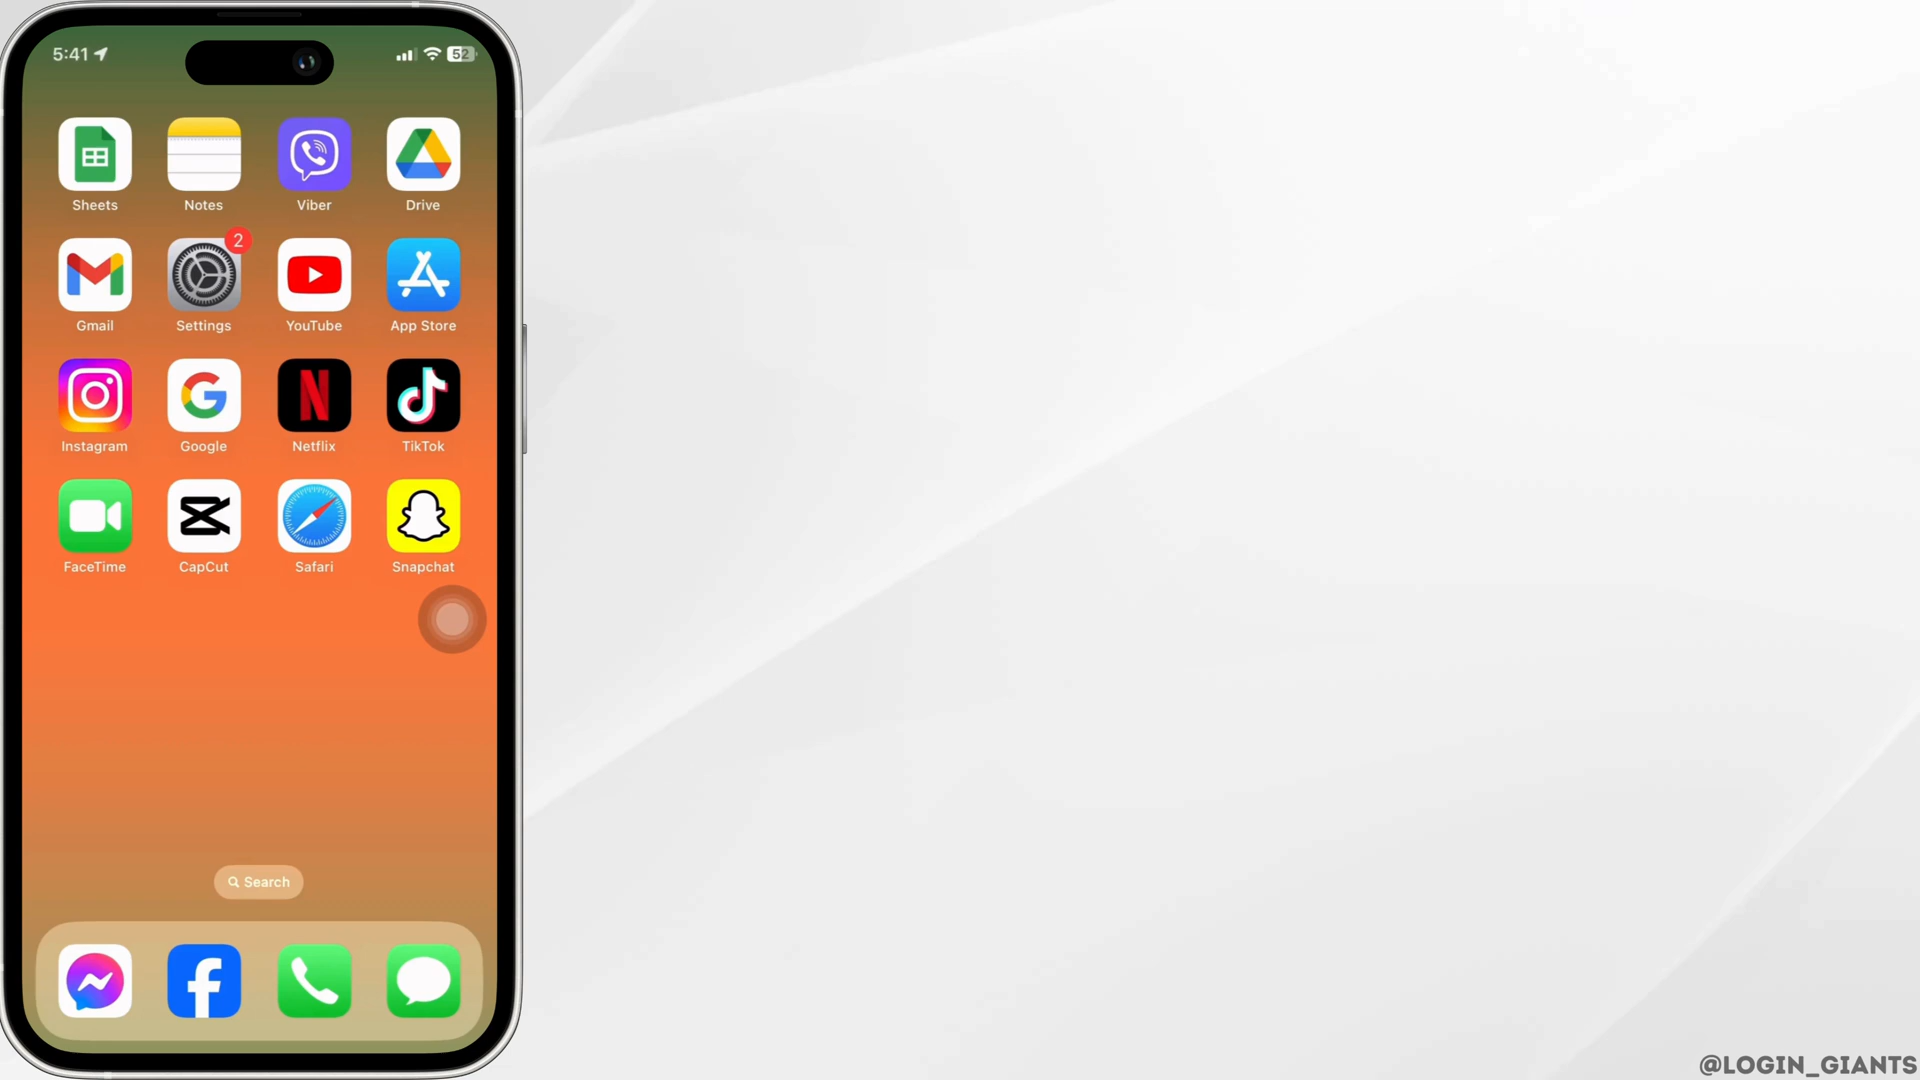 5:41
52
Sheets Notes Viber Drive
2
Gmail Settings YouTube App Store
Instagram Google Netflix TikTok
FaceTime CapCut Safari Snapchat
Search
@LOGIN_GIANTS